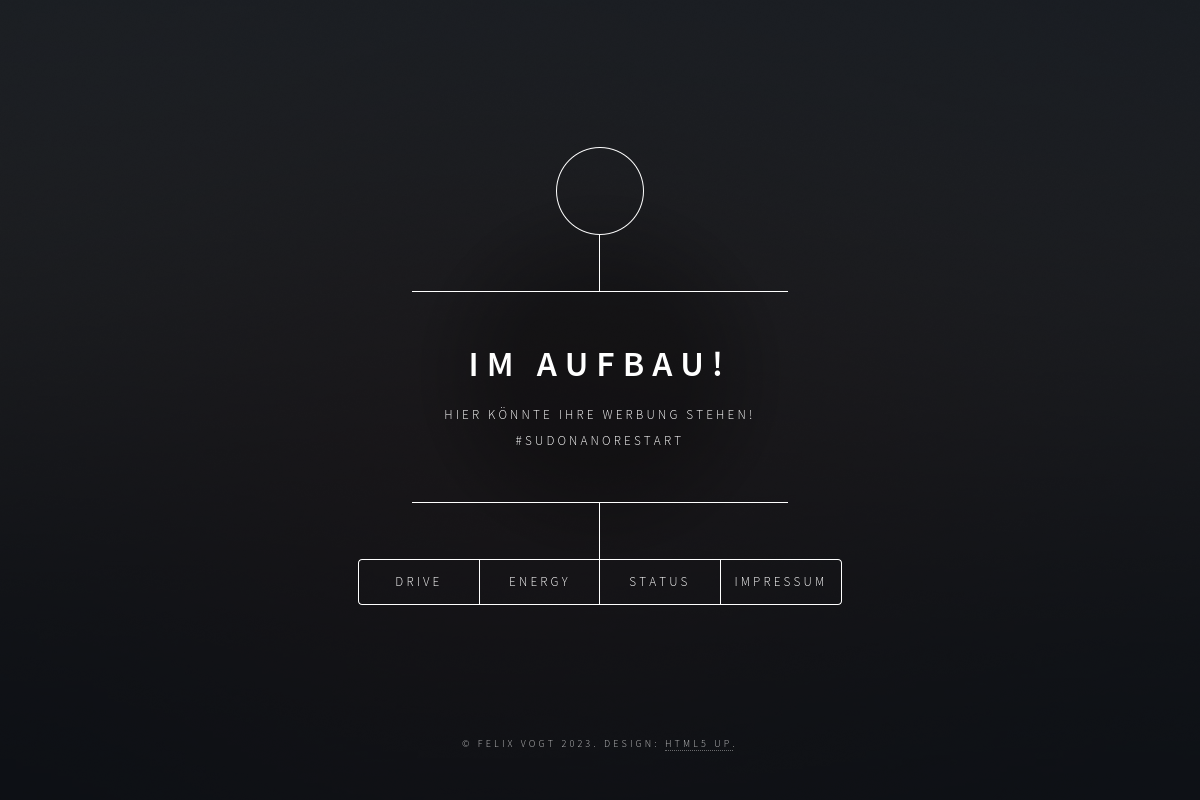 IM AUFBAU!
HIER KÖNNTE IHRE WERBUNG STEHEN!
#SUDONANORESTART
DRIVE ENERGY STATUS IMPRESSUM
© FELIX VOGT 2023. DESIGN: HTML5 UP.